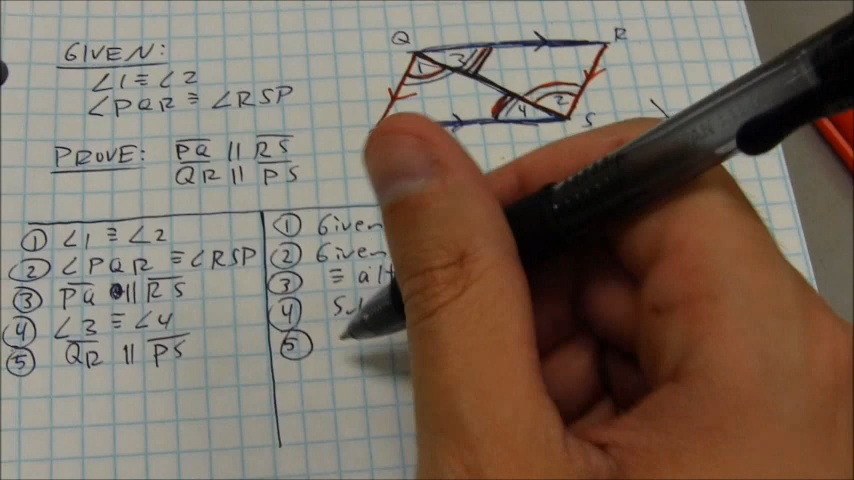 GIVEN:
∠1 ≅ ∠2
∠PQR ≅ ∠RSP
PROVE: PQ || RS
QR || PS
Q R
1 3
4 2 S
① ∠1 ≅ ∠2 ① Given
② ∠PQR ≅ ∠RSP ② Given
③ PQ || RS ③ ≅ alt
④ ∠3 ≅ ∠4 ④
⑤ QR || PS ⑤